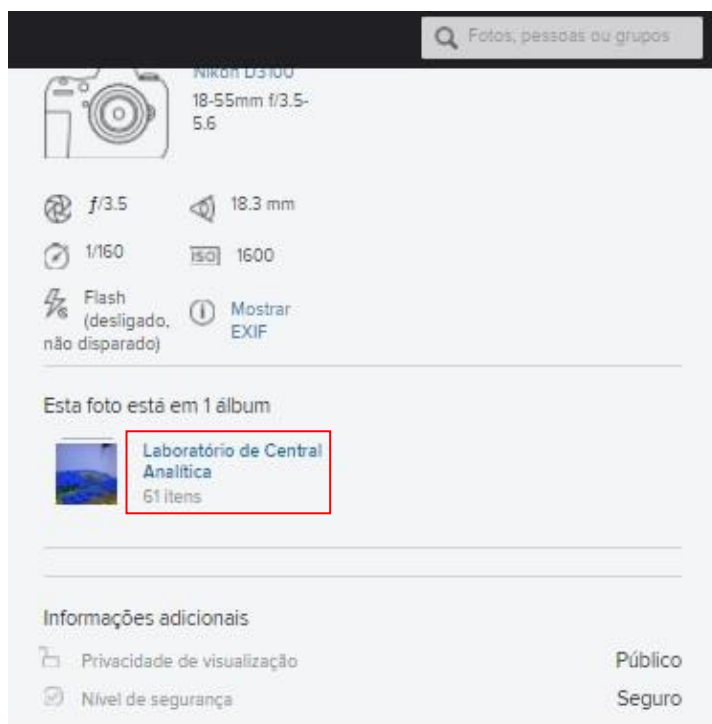 Fotos, pessoas ou grupos
Nikon D3100
18-55mm f/3.5-
5.6
ƒ/3.5
18.3 mm
1/160
ISO 1600
Flash
(desligado,
não disparado)
Mostrar
EXIF
Esta foto está em 1 álbum
Laboratório de Central
Analítica
61 itens
Informações adicionais
Privacidade de visualização Público
Nível de segurança Seguro